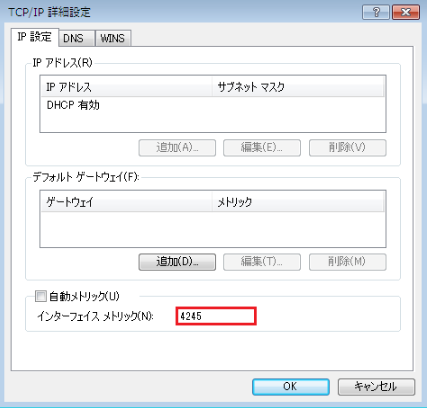 TCP/IP 詳細設定
IP 設定 DNS WINS
IP アドレス(R)
IP アドレス サブネット マスク
DHCP 有効
追加(A)... 編集(E)... 削除(V)
デフォルト ゲートウェイ(F):
ゲートウェイ メトリック
追加(D)... 編集(T)... 削除(M)
自動メトリック(U)
インターフェイス メトリック(N): 4245
OK キャンセル